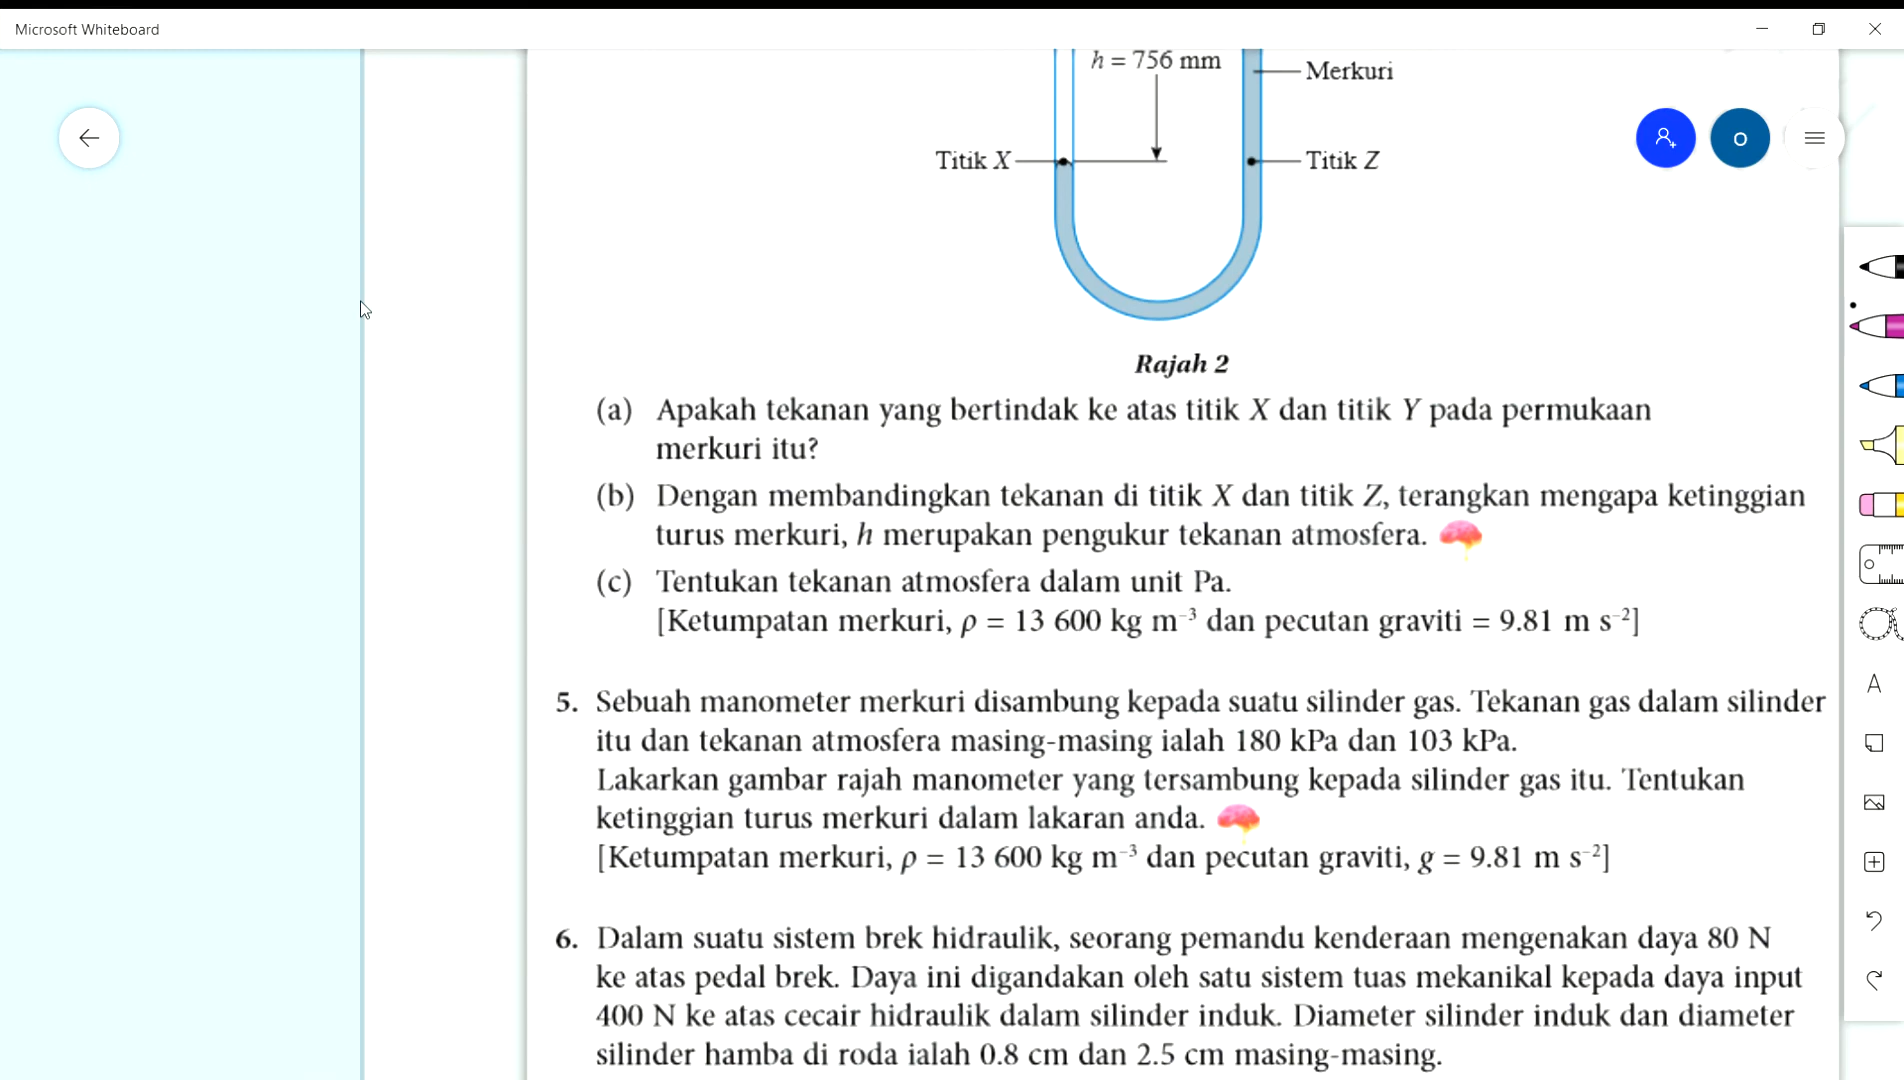 Microsoft Whiteboard
h = 756 mm
Merkuri
O
Titik X
Titik Z
Rajah 2
(a) Apakah tekanan yang bertindak ke atas titik X dan titik Y pada permukaan
merkuri itu?
(b) Dengan membandingkan tekanan di titik X dan titik Z, terangkan mengapa ketinggian
turus merkuri, h merupakan pengukur tekanan atmosfera.
(c) Tentukan tekanan atmosfera dalam unit Pa.
[Ketumpatan merkuri, ρ = 13 600 kg m⁻³ dan pecutan graviti = 9.81 m s⁻²]
A
5. Sebuah manometer merkuri disambung kepada suatu silinder gas. Tekanan gas dalam silinder
itu dan tekanan atmosfera masing-masing ialah 180 kPa dan 103 kPa.
Lakarkan gambar rajah manometer yang tersambung kepada silinder gas itu. Tentukan
ketinggian turus merkuri dalam lakaran anda.
[Ketumpatan merkuri, ρ = 13 600 kg m⁻³ dan pecutan graviti, g = 9.81 m s⁻²]
6. Dalam suatu sistem brek hidraulik, seorang pemandu kenderaan mengenakan daya 80 N
ke atas pedal brek. Daya ini digandakan oleh satu sistem tuas mekanikal kepada daya input
400 N ke atas cecair hidraulik dalam silinder induk. Diameter silinder induk dan diameter
silinder hamba di roda ialah 0.8 cm dan 2.5 cm masing-masing.